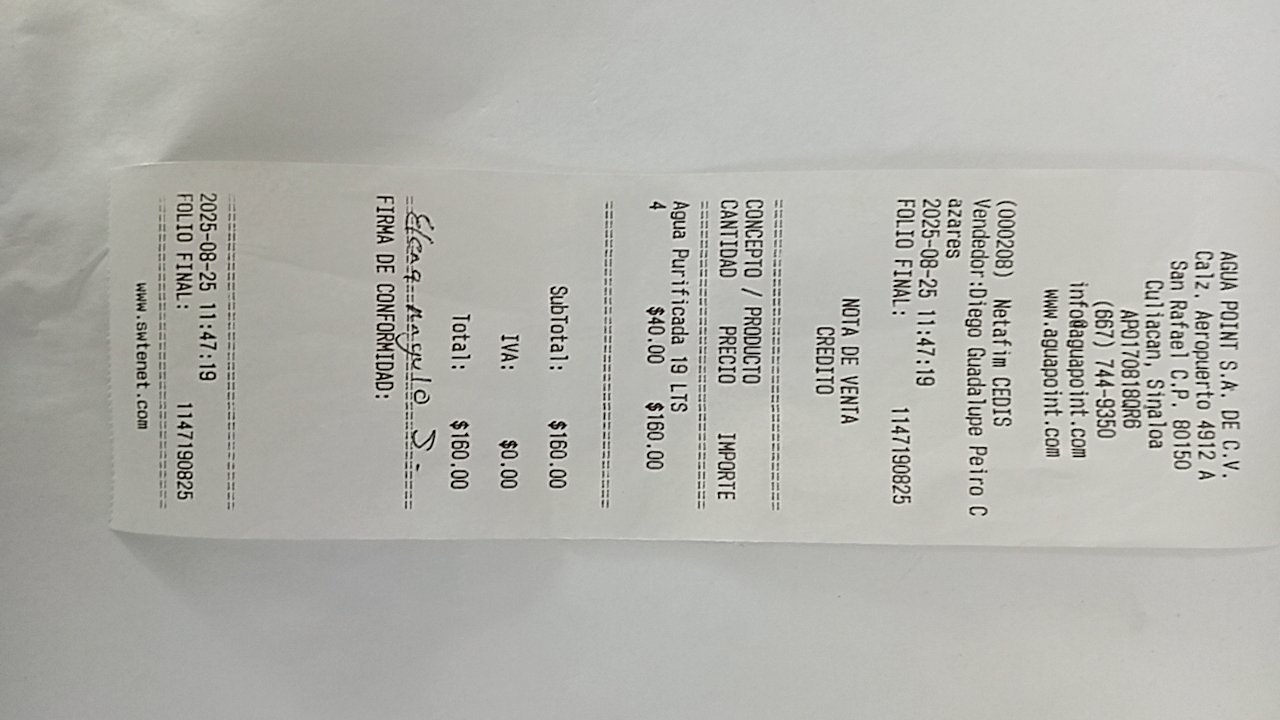 AGUA POINT S.A. DE C.V.
Calz. Aeropuerto 4912 A
San Rafael C.P. 80150
Culiacan, Sinaloa
APO170818QR6
(667) 744-9350
info@aguapoint.com
www.aguapoint.com
(000208) Netafim CEDIS
Vendedor:Diego Guadalupe Peiro C
azares
2025-08-25 11:47:19
FOLIO FINAL: 1147190825
NOTA DE VENTA
CREDITO
CONCEPTO / PRODUCTO
CANTIDAD PRECIO IMPORTE
Agua Purificada 19 LTS
4 $40.00 $160.00
SubTotal: $160.00
IVA: $0.00
Total: $160.00
Elena Angulo J.
FIRMA DE CONFORMIDAD:
2025-08-25 11:47:19
FOLIO FINAL: 1147190825
www.swtenet.com